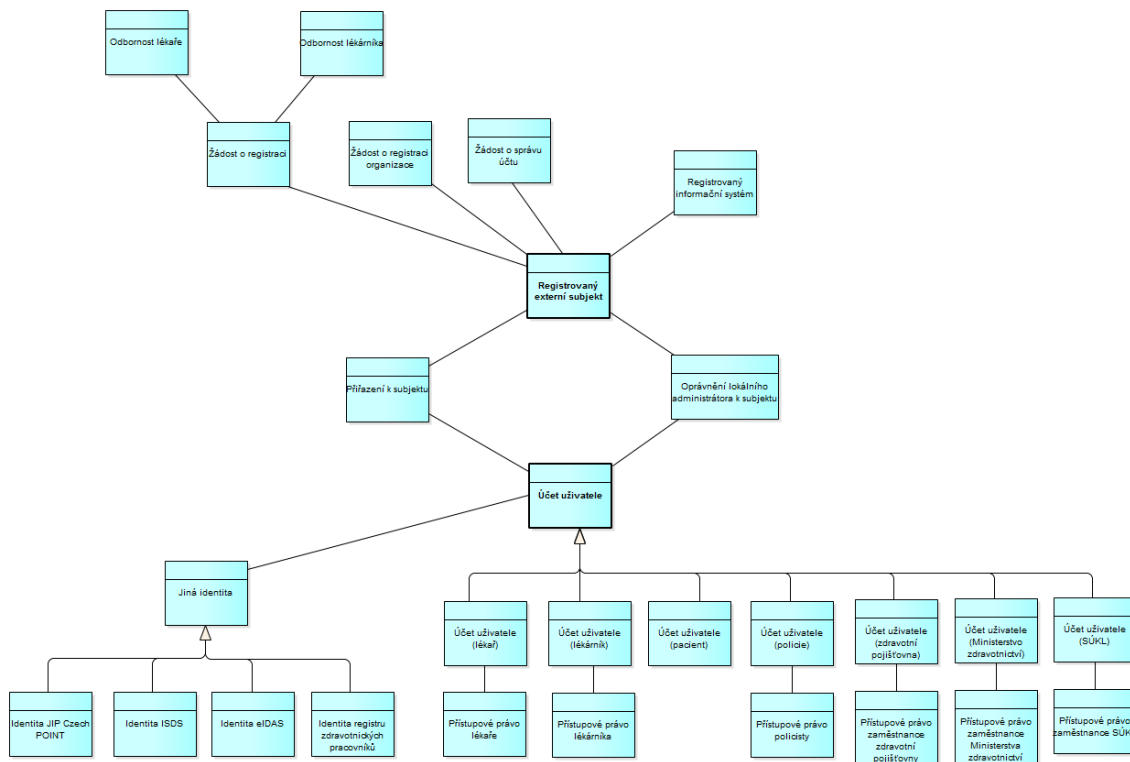 Odbornost lékaře
Odbornost lékárníka
Žádost o registraci
Žádost o registraci
organizace
Žádost o správu
účtu
Registrovaný
informační systém
Registrovaný
externí subjekt
Přiřazení k subjektu
Oprávnění lokálního
administrátora k subjektu
Účet uživatele
Jiná identita
Účet uživatele
(lékař)
Účet uživatele
(lékárník)
Účet uživatele
(pacient)
Účet uživatele
(policie)
Účet uživatele
(zdravotní
pojišťovna)
Účet uživatele
(Ministerstvo
zdravotnictví)
Účet uživatele
(SÚKL)
Identita JIP Czech
POINT
Identita ISDS
Identita eIDAS
Identita registru
zdravotnických
pracovníků
Přístupové právo
lékaře
Přístupové právo
lékárníka
Přístupové právo
policisty
Přístupové právo
zaměstnance
zdravotní
pojišťovny
Přístupové právo
zaměstnance
Ministerstva
zdravotnictví
Přístupové právo
zaměstnance SÚKL